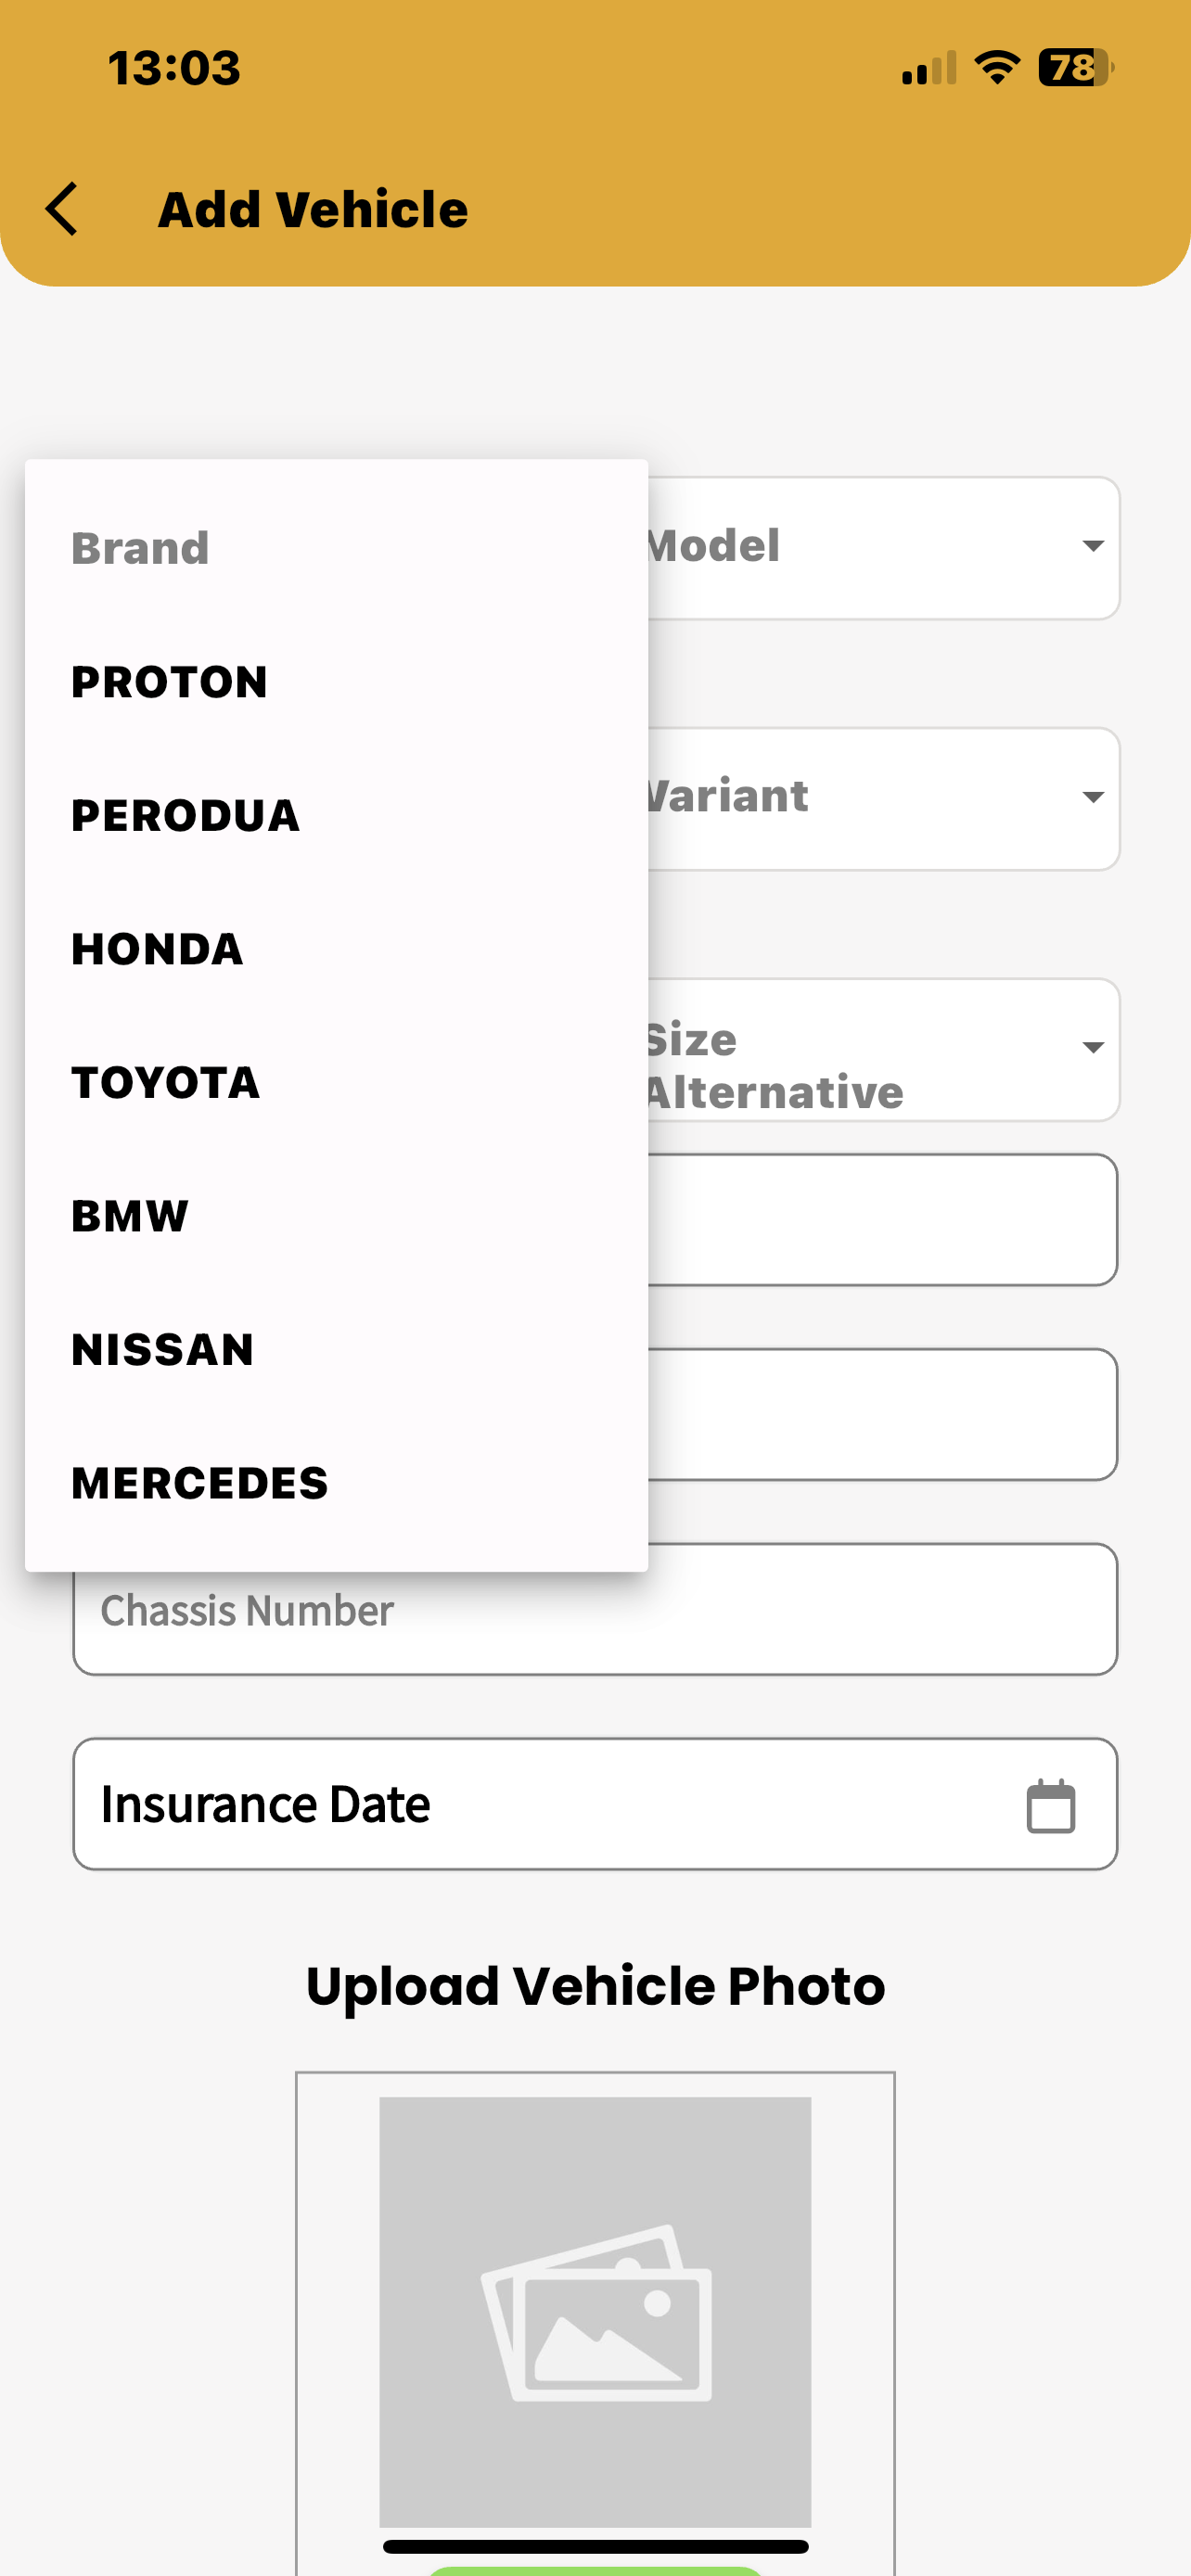 13:03
78
Add Vehicle
Brand
Model
PROTON
PERODUA
Variant
HONDA
Size
Alternative
TOYOTA
BMW
NISSAN
MERCEDES
Chassis Number
Insurance Date
Upload Vehicle Photo